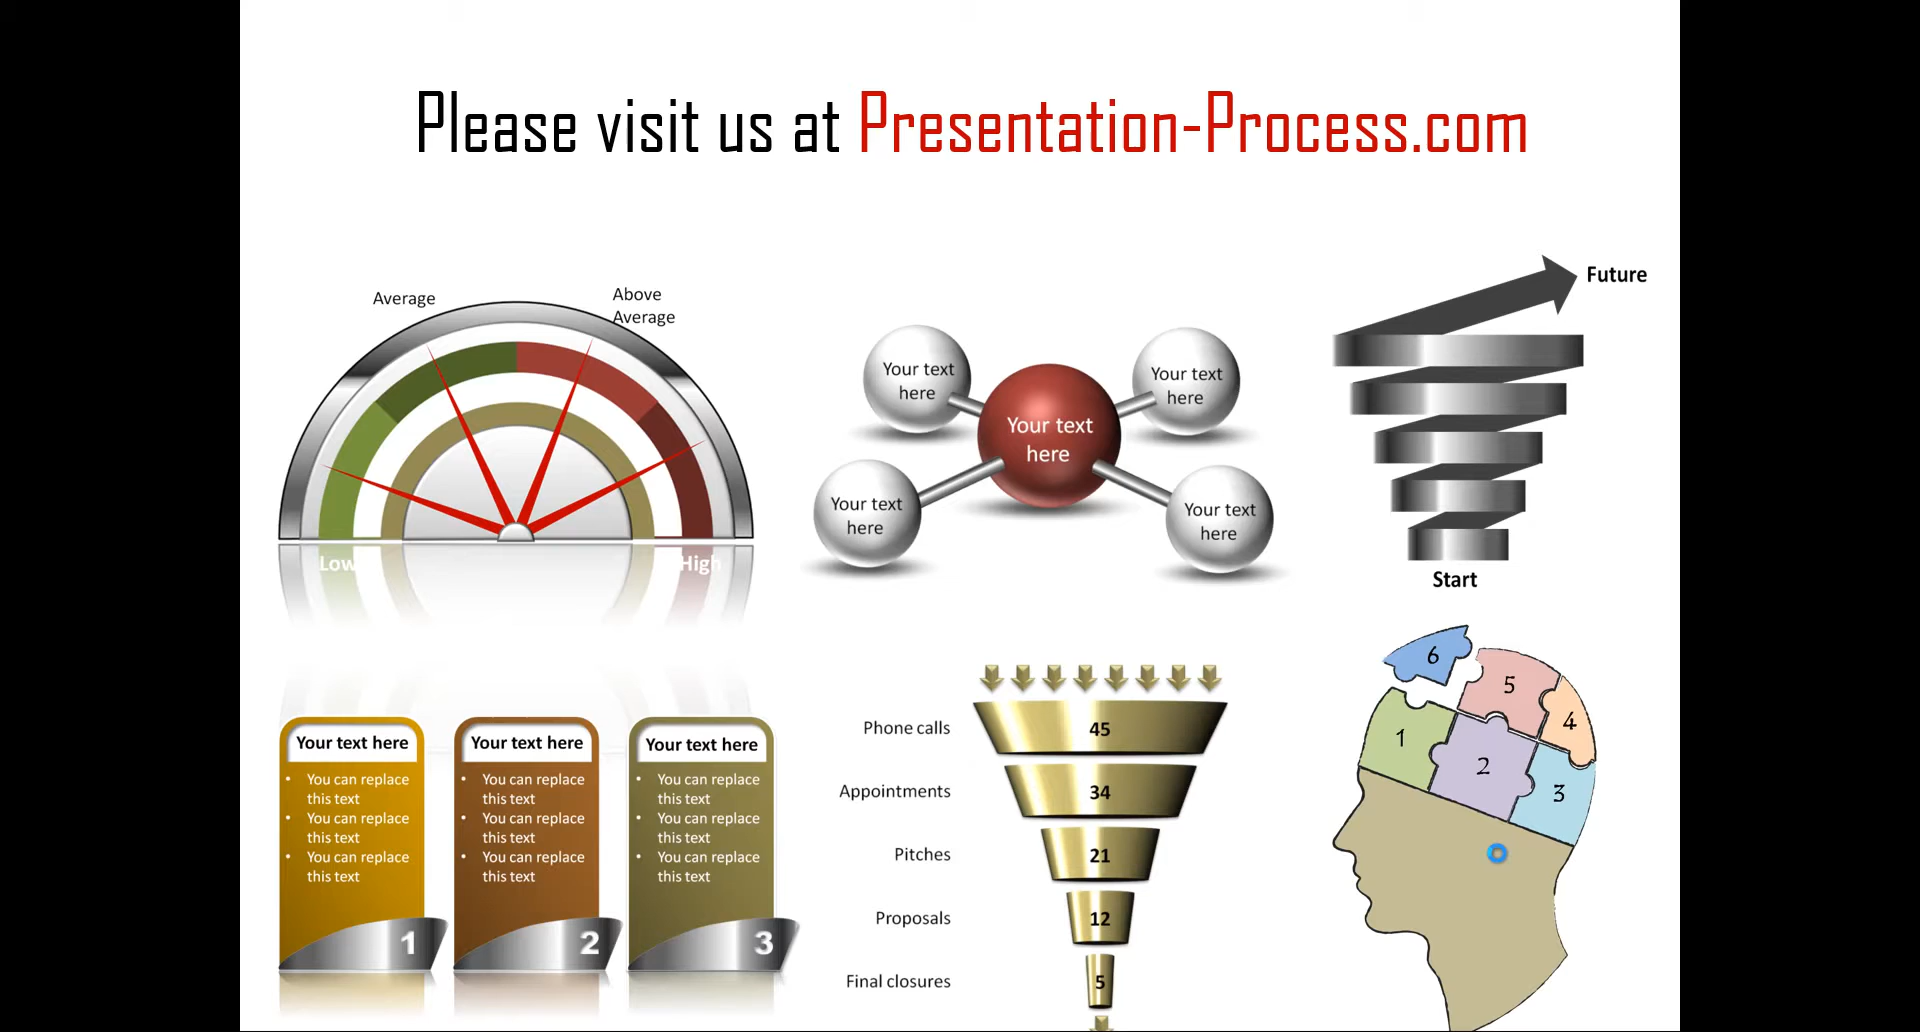 Please visit us at Presentation-Process.com
Average
Above
Average
Low
High
Your text
here
Your text
here
Your text
here
Your text
here
Your text
here
Future
Start
Your text here
• You can replace
this text
• You can replace
this text
• You can replace
this text
1
Your text here
• You can replace
this text
• You can replace
this text
• You can replace
this text
2
Your text here
• You can replace
this text
• You can replace
this text
• You can replace
this text
3
Phone calls 45
Appointments 34
Pitches 21
Proposals 12
Final closures 5
6
5
4
1
2
3